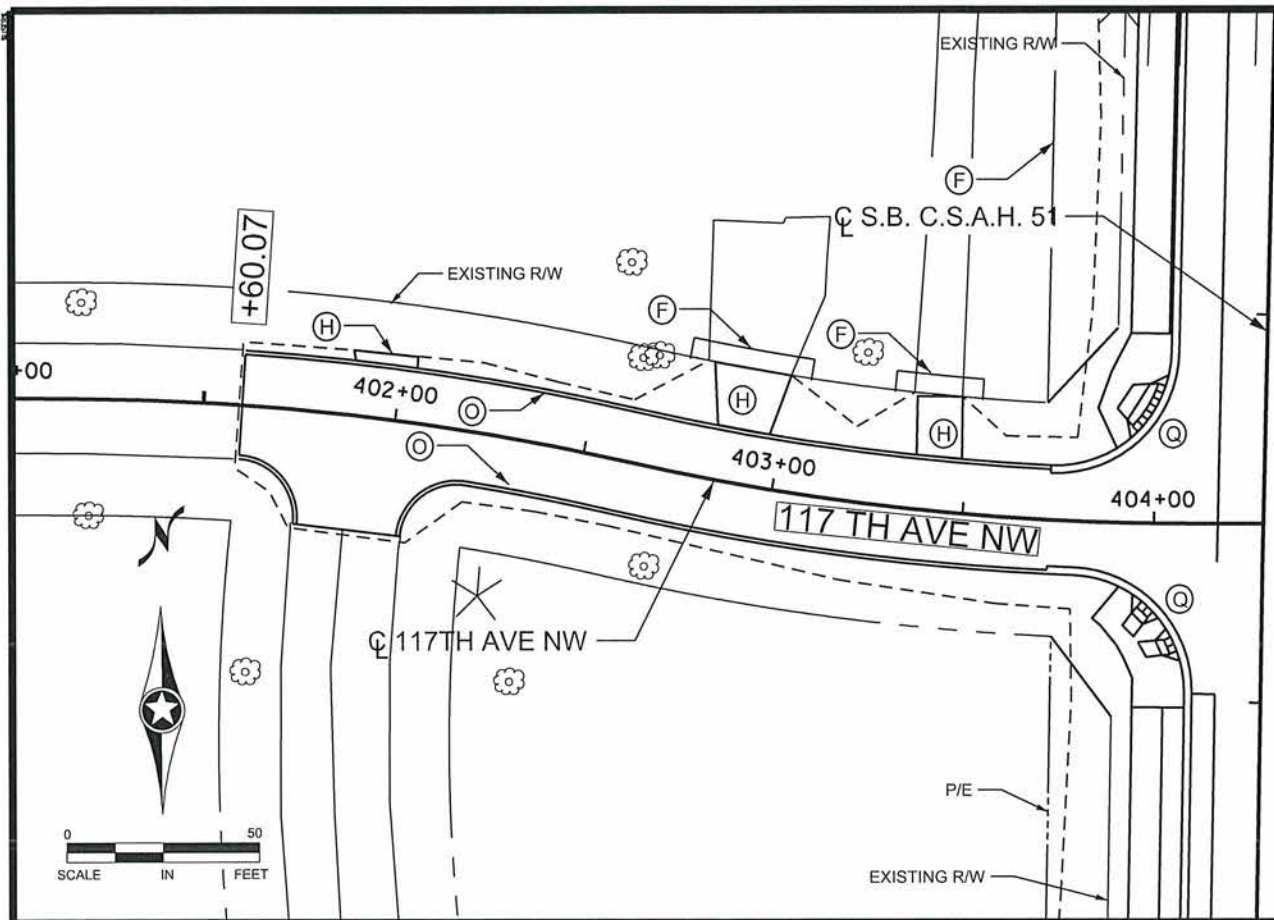 EXISTING R/W
F
℄ S.B. C.S.A.H. 51
+60.07
EXISTING R/W
H
F
F
+00
402+00
O
H
H
O
403+00
Q
404+00
117 TH AVE NW
N
Q
℄ 117TH AVE NW
P/E
0 50
SCALE IN FEET
EXISTING R/W